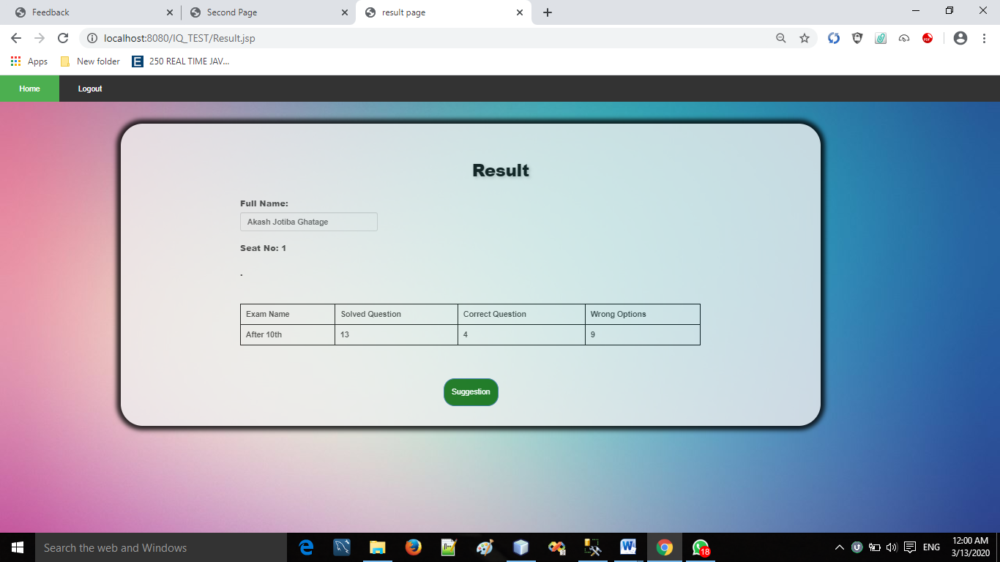 Feedback
Second Page
result page
localhost:8080/IQ_TEST/Result.jsp
Apps
New folder
250 REAL TIME JAV...
Home
Logout
Result
Full Name:
Akash Jotiba Ghatage
Seat No: 1
.
Exam Name Solved Question Correct Question Wrong Options
After 10th 13 4 9
Suggestion
Search the web and Windows
18
ENG
12:00 AM
3/13/2020